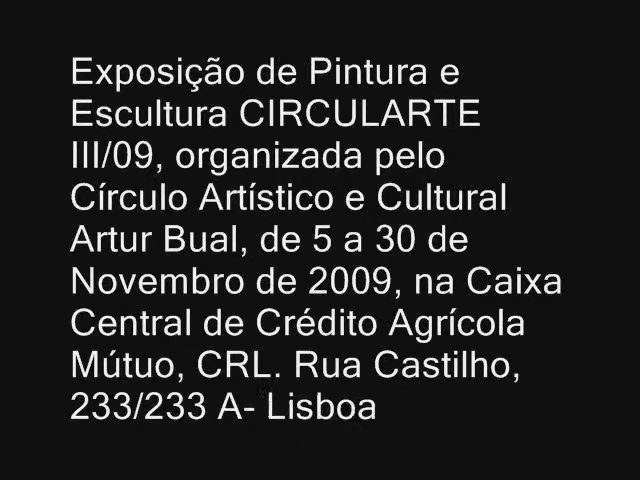 Exposição de Pintura e
Escultura CIRCULARTE
III/09, organizada pelo
Círculo Artístico e Cultural
Artur Bual, de 5 a 30 de
Novembro de 2009, na Caixa
Central de Crédito Agrícola
Mútuo, CRL. Rua Castilho,
233/233 A- Lisboa